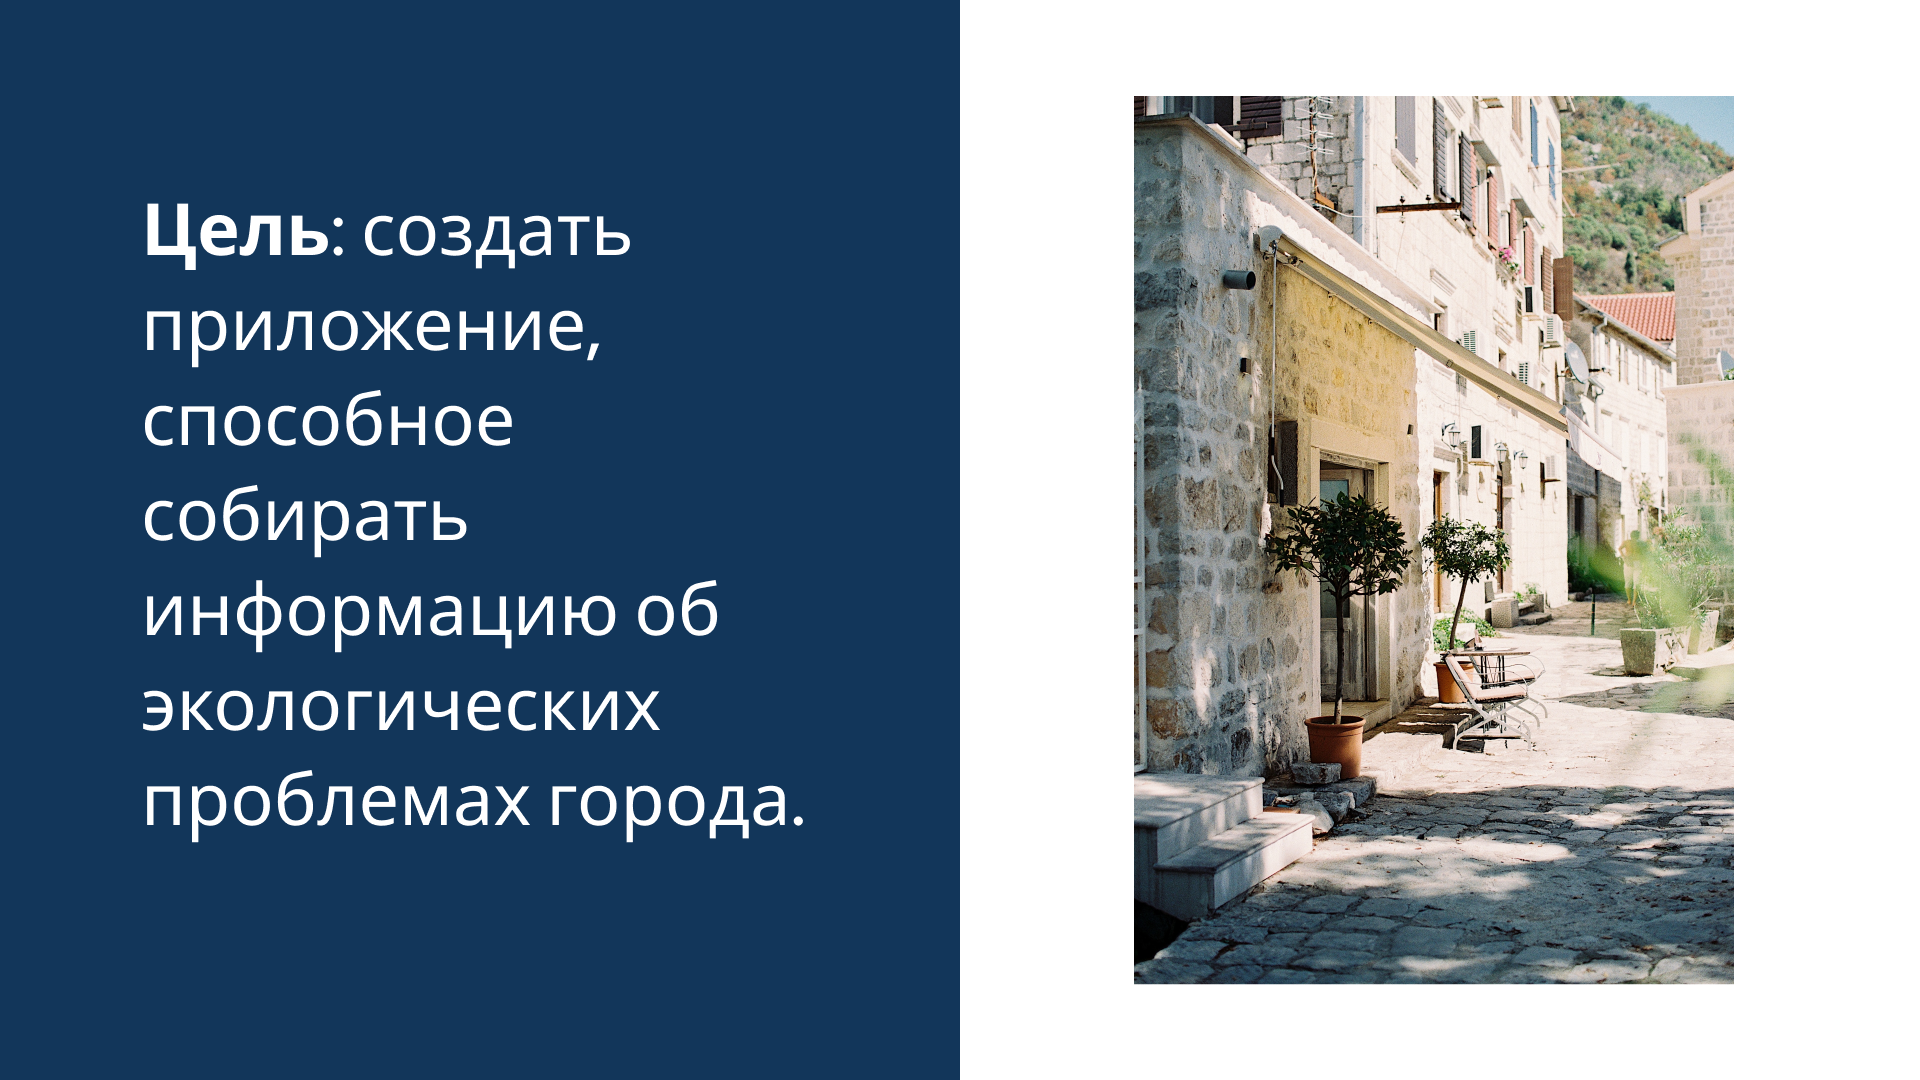 Цель: создать
приложение,
способное
собирать
информацию об
экологических
проблемах города.